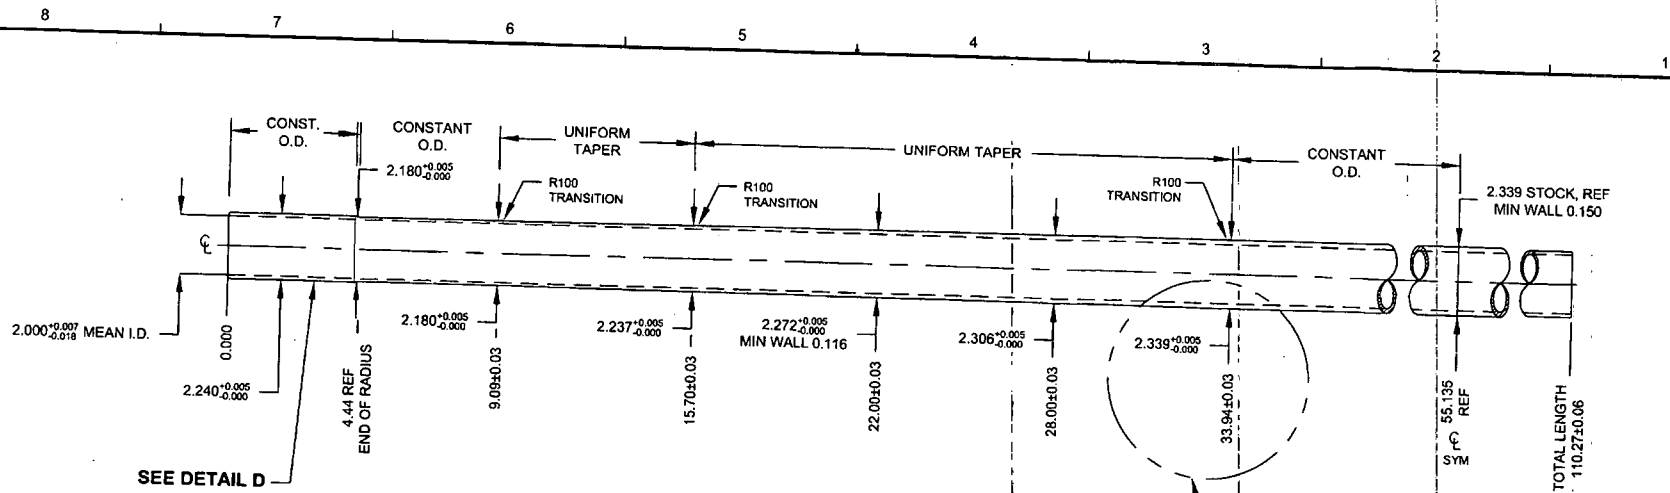 8
7
6
5
4
3
2
1
CONST.
O.D.
CONSTANT
O.D.
UNIFORM
TAPER
UNIFORM TAPER
CONSTANT
O.D.
2.180 +0.005 -0.000
R100
TRANSITION
R100
TRANSITION
R100
TRANSITION
2.339 STOCK, REF
MIN WALL 0.150
℄
2.000 +0.007 -0.018 MEAN I.D.
0.000
2.240 +0.005 -0.000
4.44 REF
END OF RADIUS
2.180 +0.005 -0.000
9.09±0.03
2.237 +0.005 -0.000
15.70±0.03
2.272 +0.005 -0.000
MIN WALL 0.116
22.00±0.03
2.306 +0.005 -0.000
28.00±0.03
2.339 +0.005 -0.000
33.94±0.03
55.135
REF
℄
SYM
TOTAL LENGTH
110.27±0.06
SEE DETAIL D